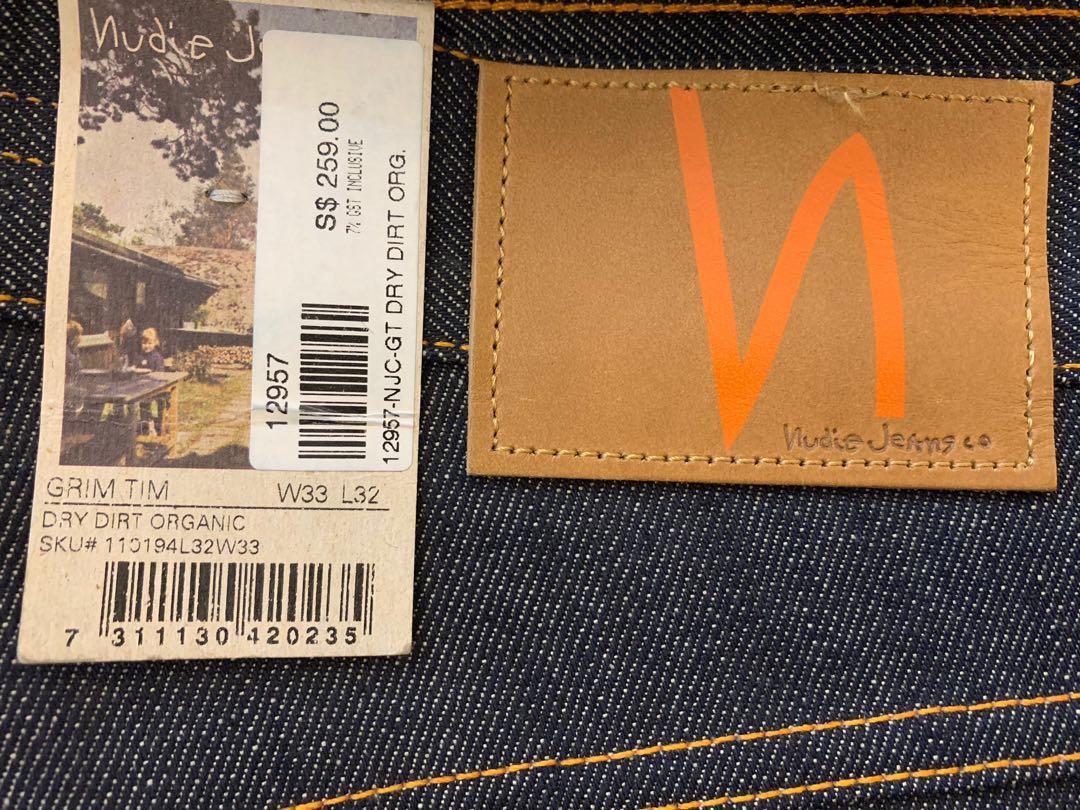 Nudie J
S$ 259.00
7% GST INCLUSIVE
12957
12957-NJC-GT DRY DIRT ORG.
GRIM TIM W33 L32
DRY DIRT ORGANIC
SKU# 110194L32W33
7 311130 420235
Nudie Jeans co